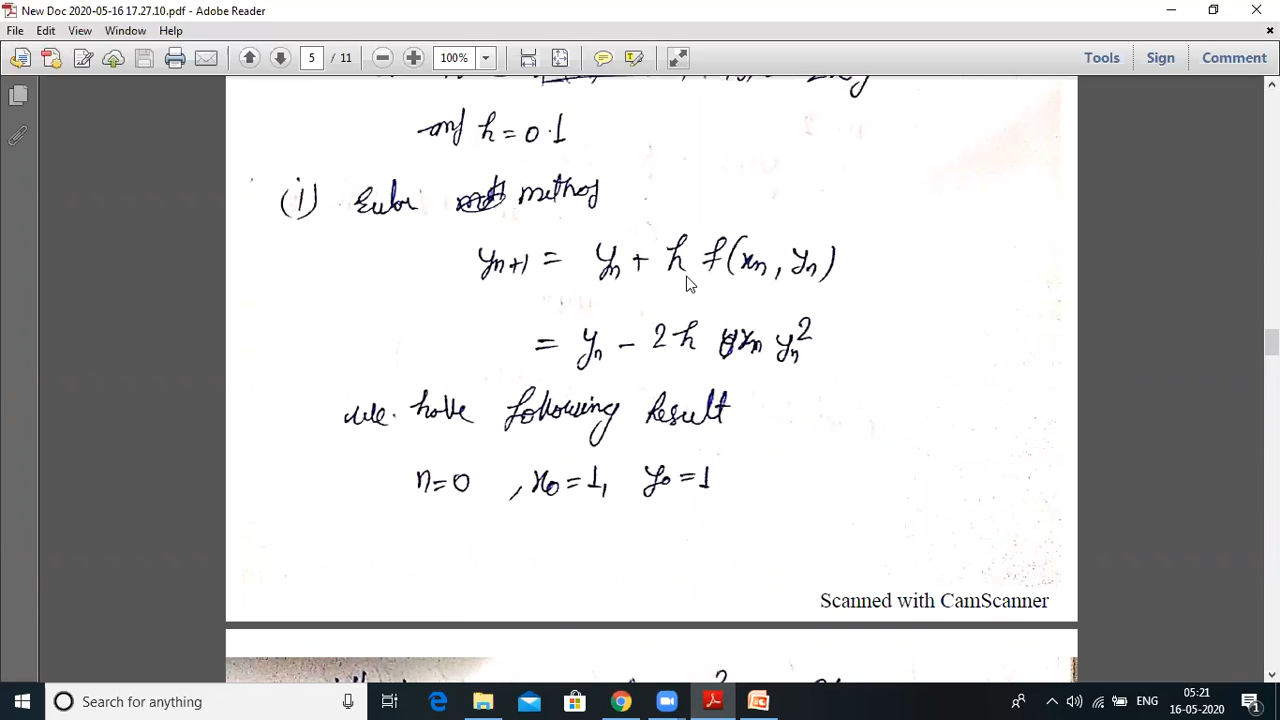 New Doc 2020-05-16 17.27.10.pdf - Adobe Reader
File Edit View Window Help
5 / 11 100% Tools Sign Comment
h = 0.1
(i) Euler method
yn+1 = yn + h f(xn, yn)
= yn - 2h xn yn²
we have following result
n=0, x0=1, y0=1
Scanned with CamScanner
Search for anything
ENG 05:21
16-05-2020
1